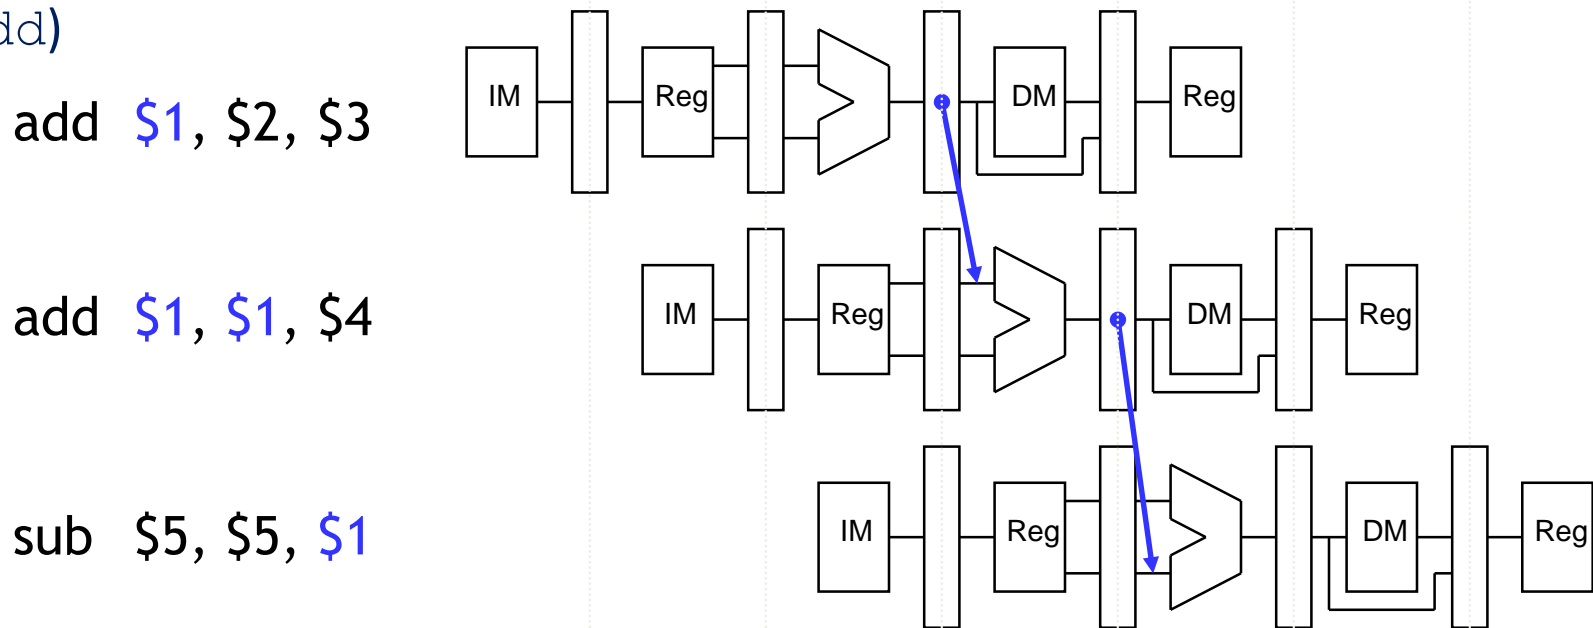 dd)
IM Reg DM Reg
add $1, $2, $3
IM Reg DM Reg
add $1, $1, $4
IM Reg DM Reg
sub $5, $5, $1